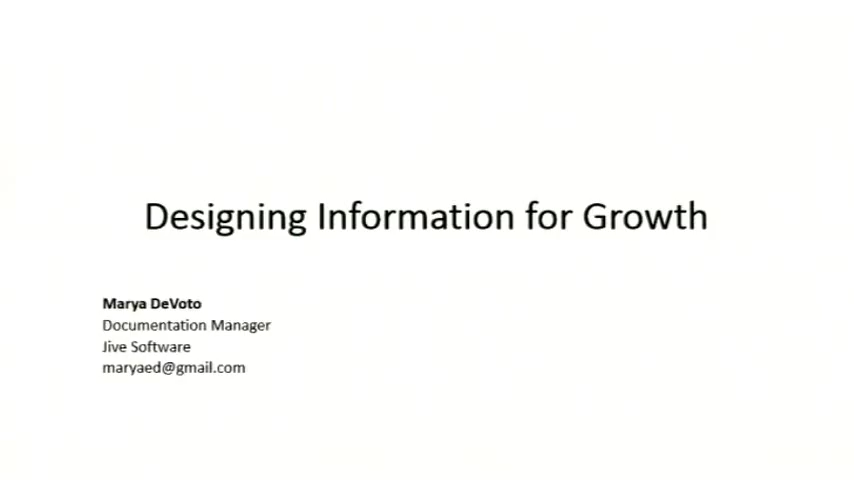 Designing Information for Growth
Marya DeVoto
Documentation Manager
Jive Software
maryaed@gmail.com